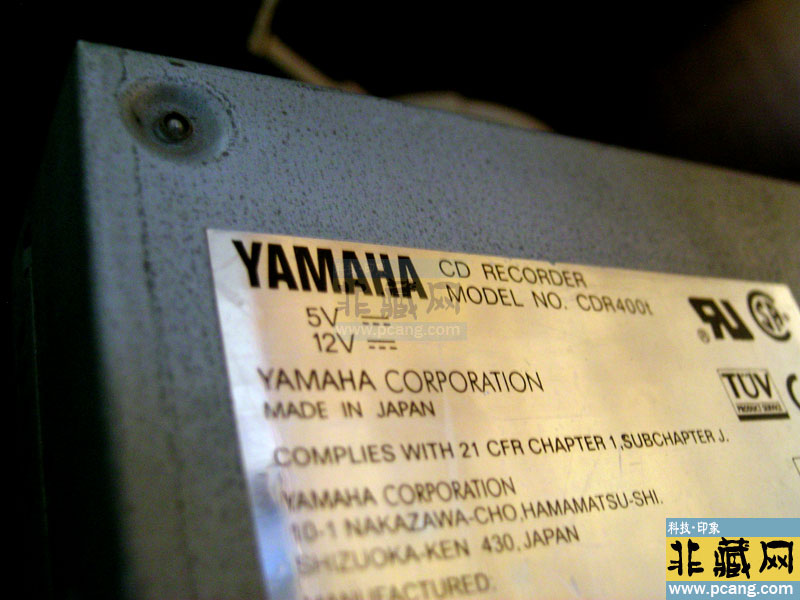 YAMAHA CD RECORDER
MODEL NO. CDR400t
5V
12V
非藏网
www.pcang.com
YAMAHA CORPORATION
MADE IN JAPAN
TÜV
PRODUCT SERVICE
COMPLIES WITH 21 CFR CHAPTER 1, SUBCHAPTER J.
YAMAHA CORPORATION
10-1 NAKAZAWA-CHO, HAMAMATSU-SHI.
SHIZUOKA-KEN 430, JAPAN
MANUFACTURED:
科技·印象
非藏网
www.pcang.com